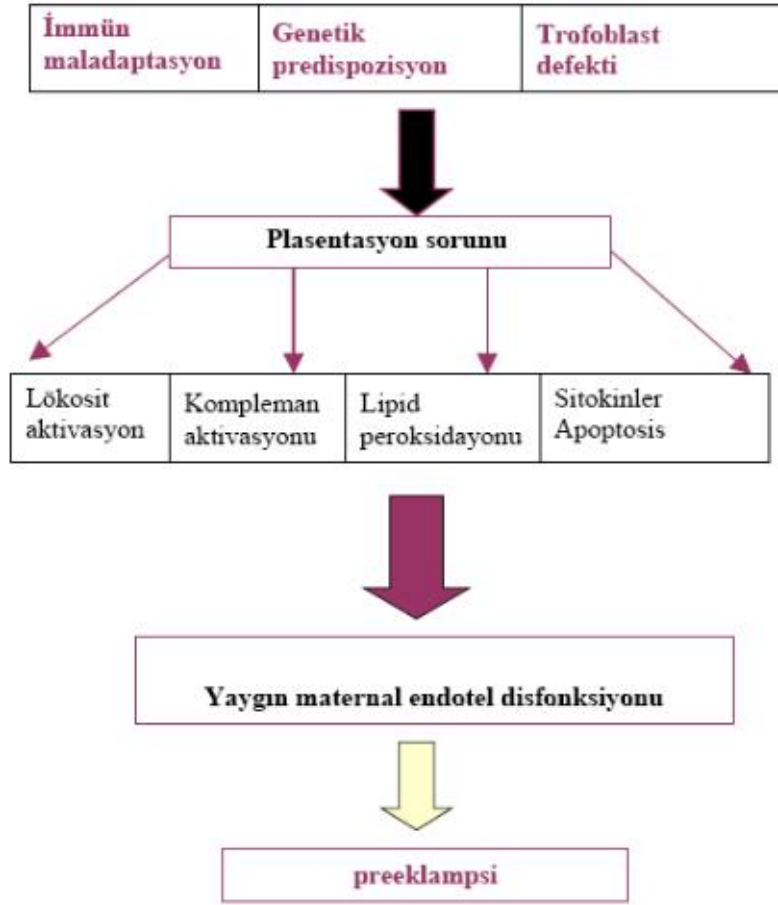 İmmün
maladaptasyon
Genetik
predispozisyon
Trofoblast
defekti
Plasentasyon sorunu
Lökosit
aktivasyon
Kompleman
aktivasyonu
Lipid
peroksidayonu
Sitokinler
Apoptosis
Yaygın maternal endotel disfonksiyonu
preeklampsi